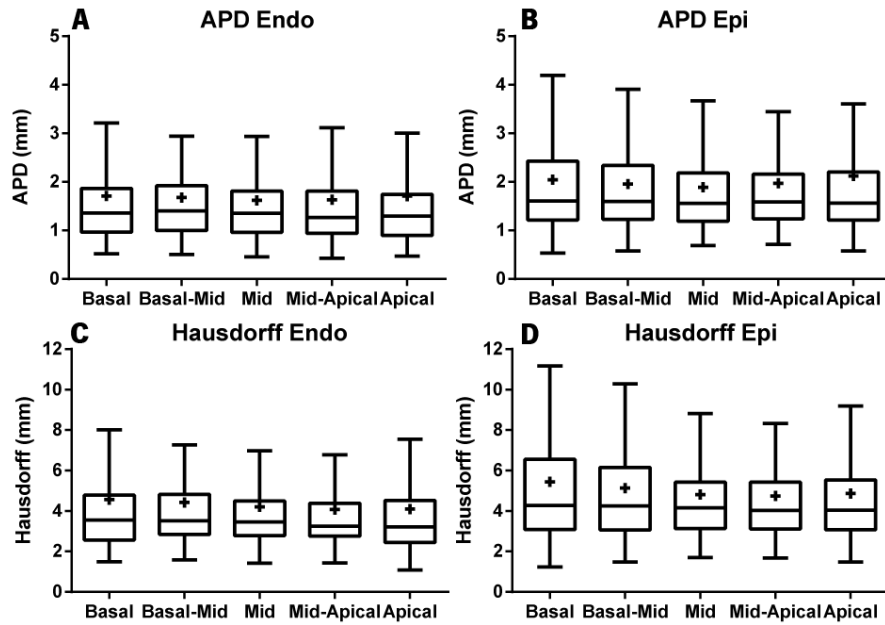 A APD Endo
APD (mm)
5
4
3
2
1
0
Basal Basal-Mid Mid Mid-Apical Apical
B APD Epi
APD (mm)
5
4
3
2
1
0
Basal Basal-Mid Mid Mid-Apical Apical
C Hausdorff Endo
Hausdorff (mm)
12
10
8
6
4
2
0
Basal Basal-Mid Mid Mid-Apical Apical
D Hausdorff Epi
Hausdorff (mm)
12
10
8
6
4
2
0
Basal Basal-Mid Mid Mid-Apical Apical